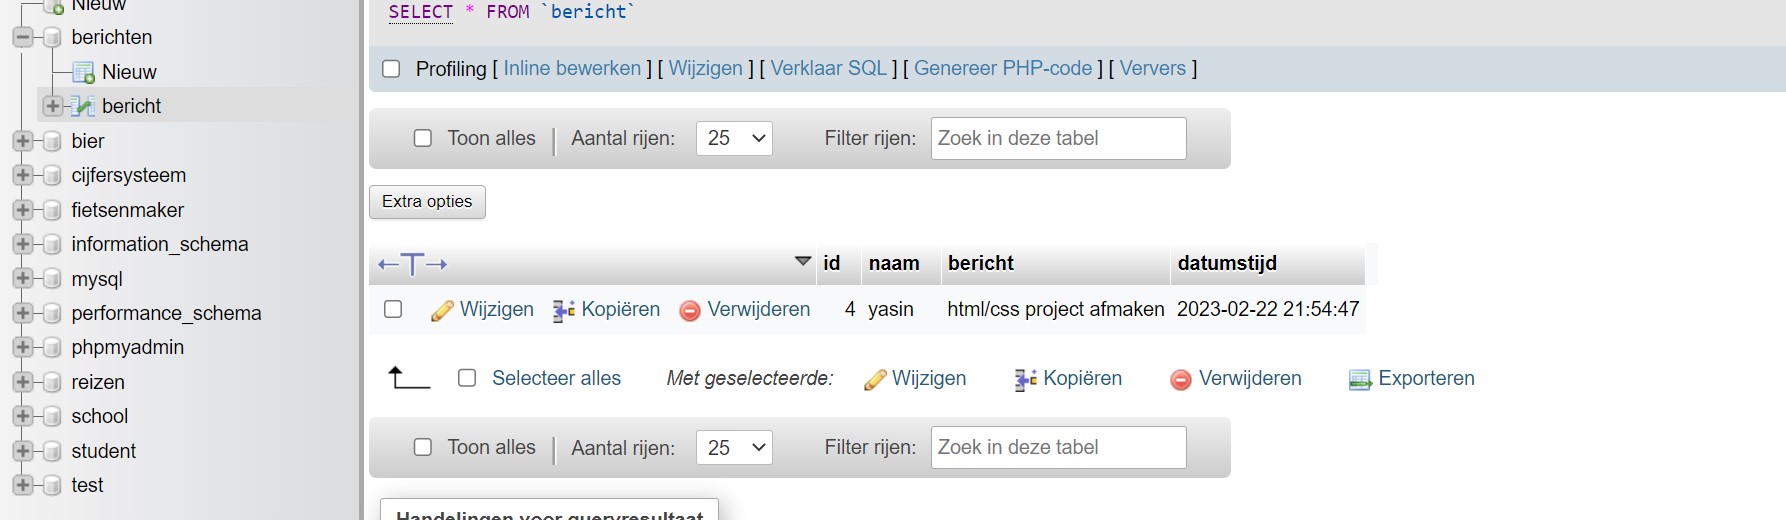 Nieuw
berichten
Nieuw
bericht
bier
cijfersysteem
fietsenmaker
information_schema
mysql
performance_schema
phpmyadmin
reizen
school
student
test
SELECT * FROM `bericht`
Profiling [ Inline bewerken ] [ Wijzigen ] [ Verklaar SQL ] [ Genereer PHP-code ] [ Ververs ]
Toon alles | Aantal rijen: 25 Filter rijen: Zoek in deze tabel
Extra opties
id naam bericht datumstijd
Wijzigen Kopiëren Verwijderen 4 yasin html/css project afmaken 2023-02-22 21:54:47
Selecteer alles Met geselecteerde: Wijzigen Kopiëren Verwijderen Exporteren
Toon alles | Aantal rijen: 25 Filter rijen: Zoek in deze tabel
Handelingen voor queryresultaat